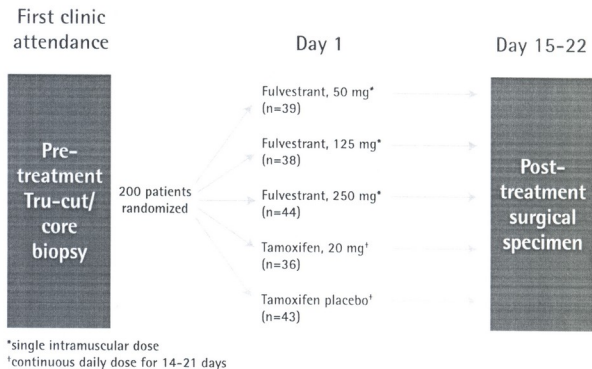 First clinic
attendance
Day 1
Day 15-22
Pre-
treatment
Tru-cut/
core
biopsy
200 patients
randomized
Fulvestrant, 50 mg*
(n=39)
Fulvestrant, 125 mg*
(n=38)
Fulvestrant, 250 mg*
(n=44)
Tamoxifen, 20 mg†
(n=36)
Tamoxifen placebo†
(n=43)
Post-
treatment
surgical
specimen
*single intramuscular dose
†continuous daily dose for 14-21 days